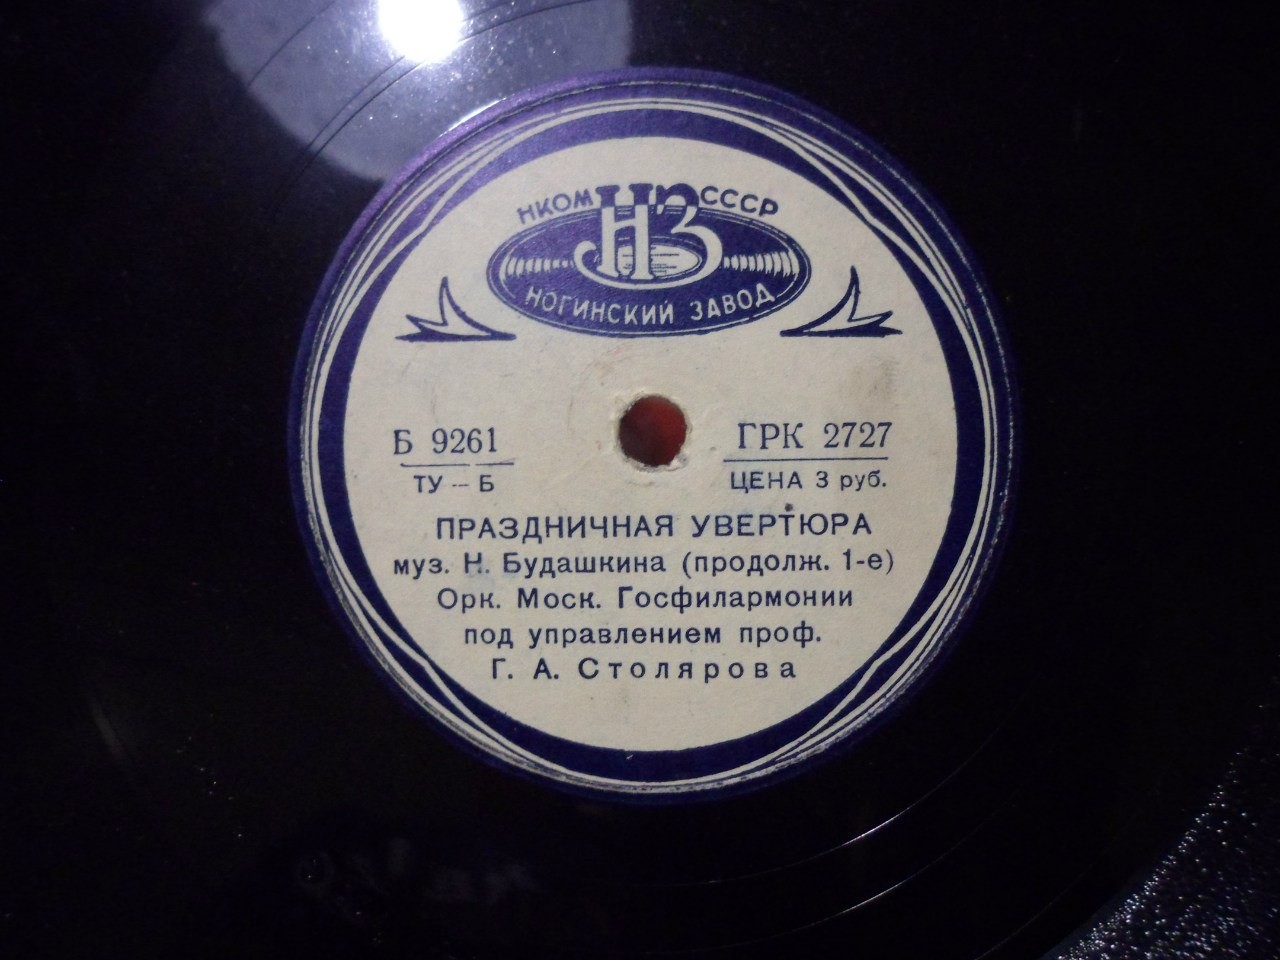 НКОМ НЗ СССР
НОГИНСКИЙ ЗАВОД
Б 9261 ГРК 2727
ТУ – Б ЦЕНА 3 руб.
ПРАЗДНИЧНАЯ УВЕРТЮРА
муз. Н. Будашкина (продолж. 1-е)
Орк. Моск. Госфилармонии
под управлением проф.
Г. А. Столярова